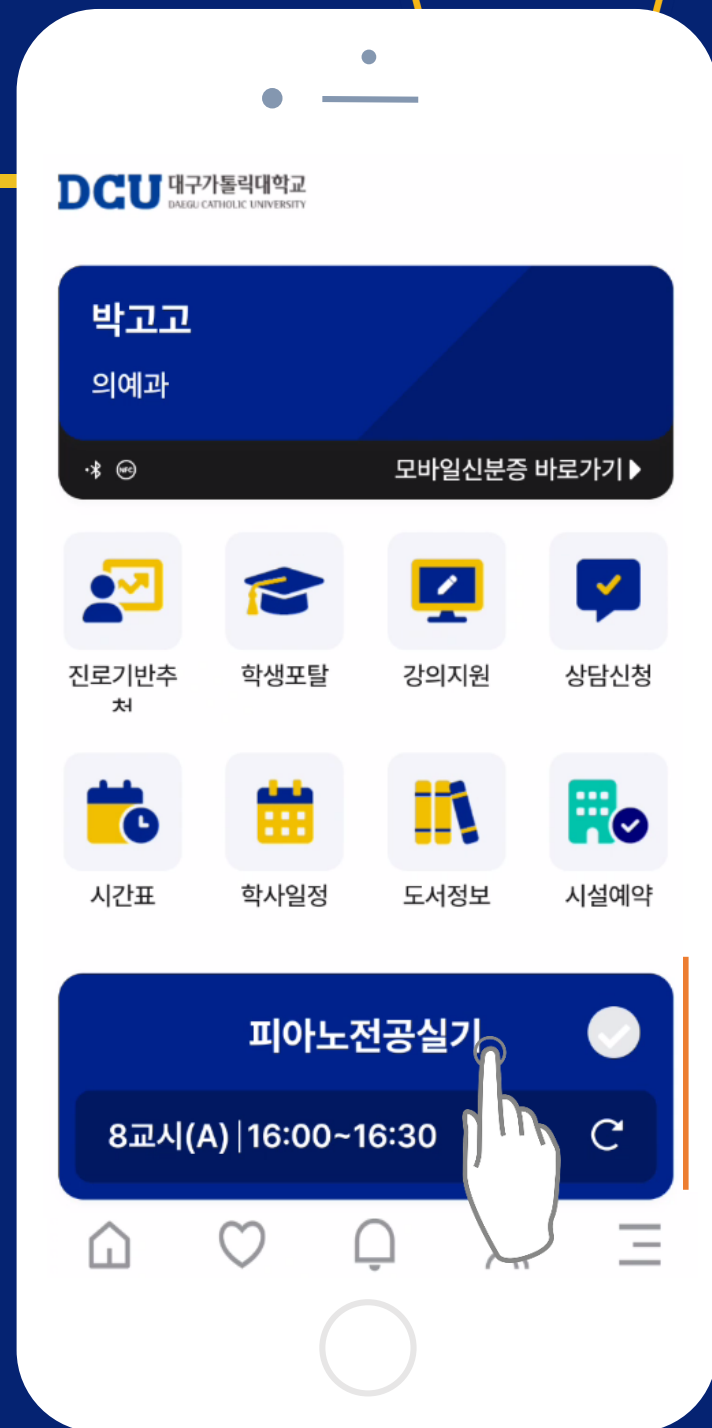 DCU 대구가톨릭대학교
DAEGU CATHOLIC UNIVERSITY
박고고
의예과
NFC 모바일신분증 바로가기
진로기반추
학생포탈
강의지원
상담신청
시간표
학사일정
도서정보
시설예약
피아노전공실기
8교시(A) | 16:00~16:30